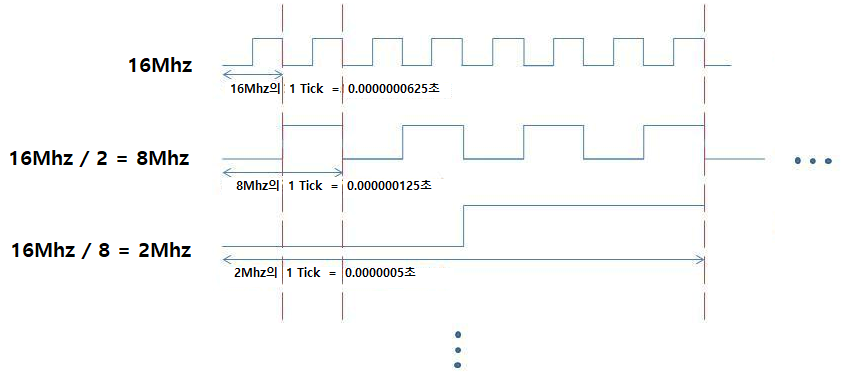 16Mhz
16Mhz의 1 Tick = 0.0000000625초
16Mhz / 2 = 8Mhz
8Mhz의 1 Tick = 0.000000125초
16Mhz / 8 = 2Mhz
2Mhz의 1 Tick = 0.0000005초